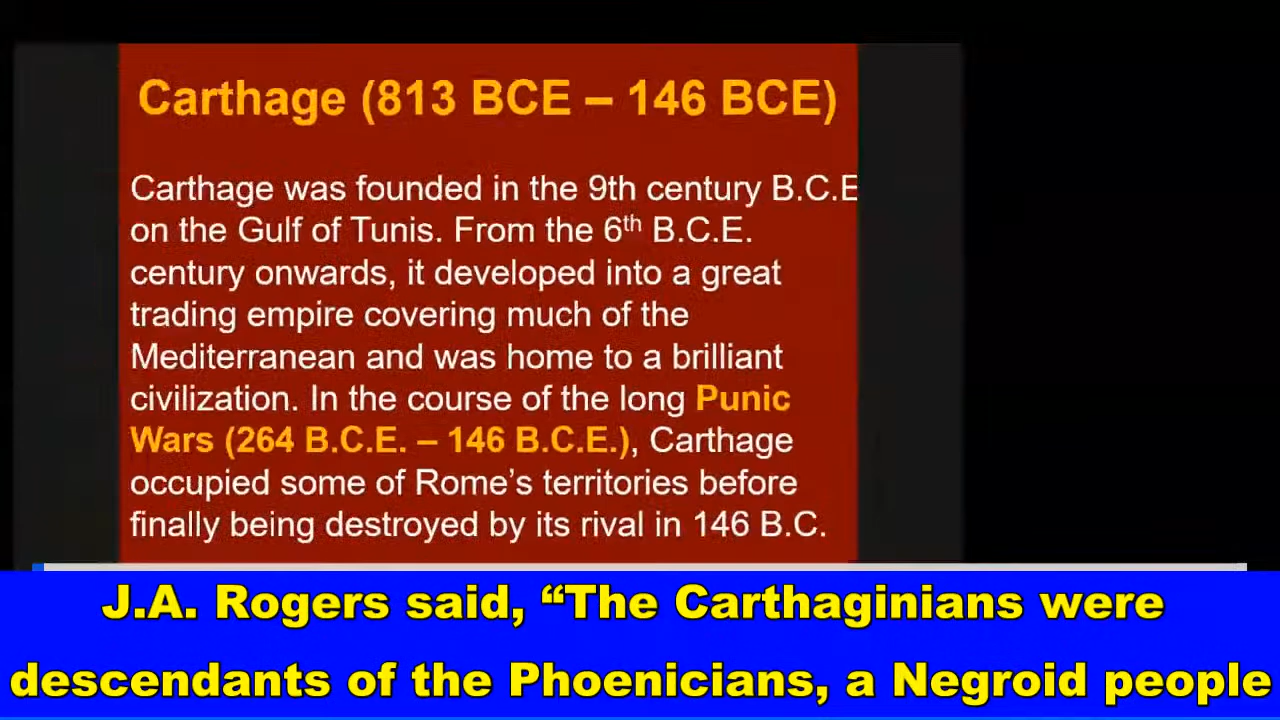 Carthage (813 BCE – 146 BCE)
Carthage was founded in the 9th century B.C.E
on the Gulf of Tunis. From the 6th B.C.E.
century onwards, it developed into a great
trading empire covering much of the
Mediterranean and was home to a brilliant
civilization. In the course of the long Punic
Wars (264 B.C.E. – 146 B.C.E.), Carthage
occupied some of Rome’s territories before
finally being destroyed by its rival in 146 B.C.
J.A. Rogers said, “The Carthaginians were
descendants of the Phoenicians, a Negroid people